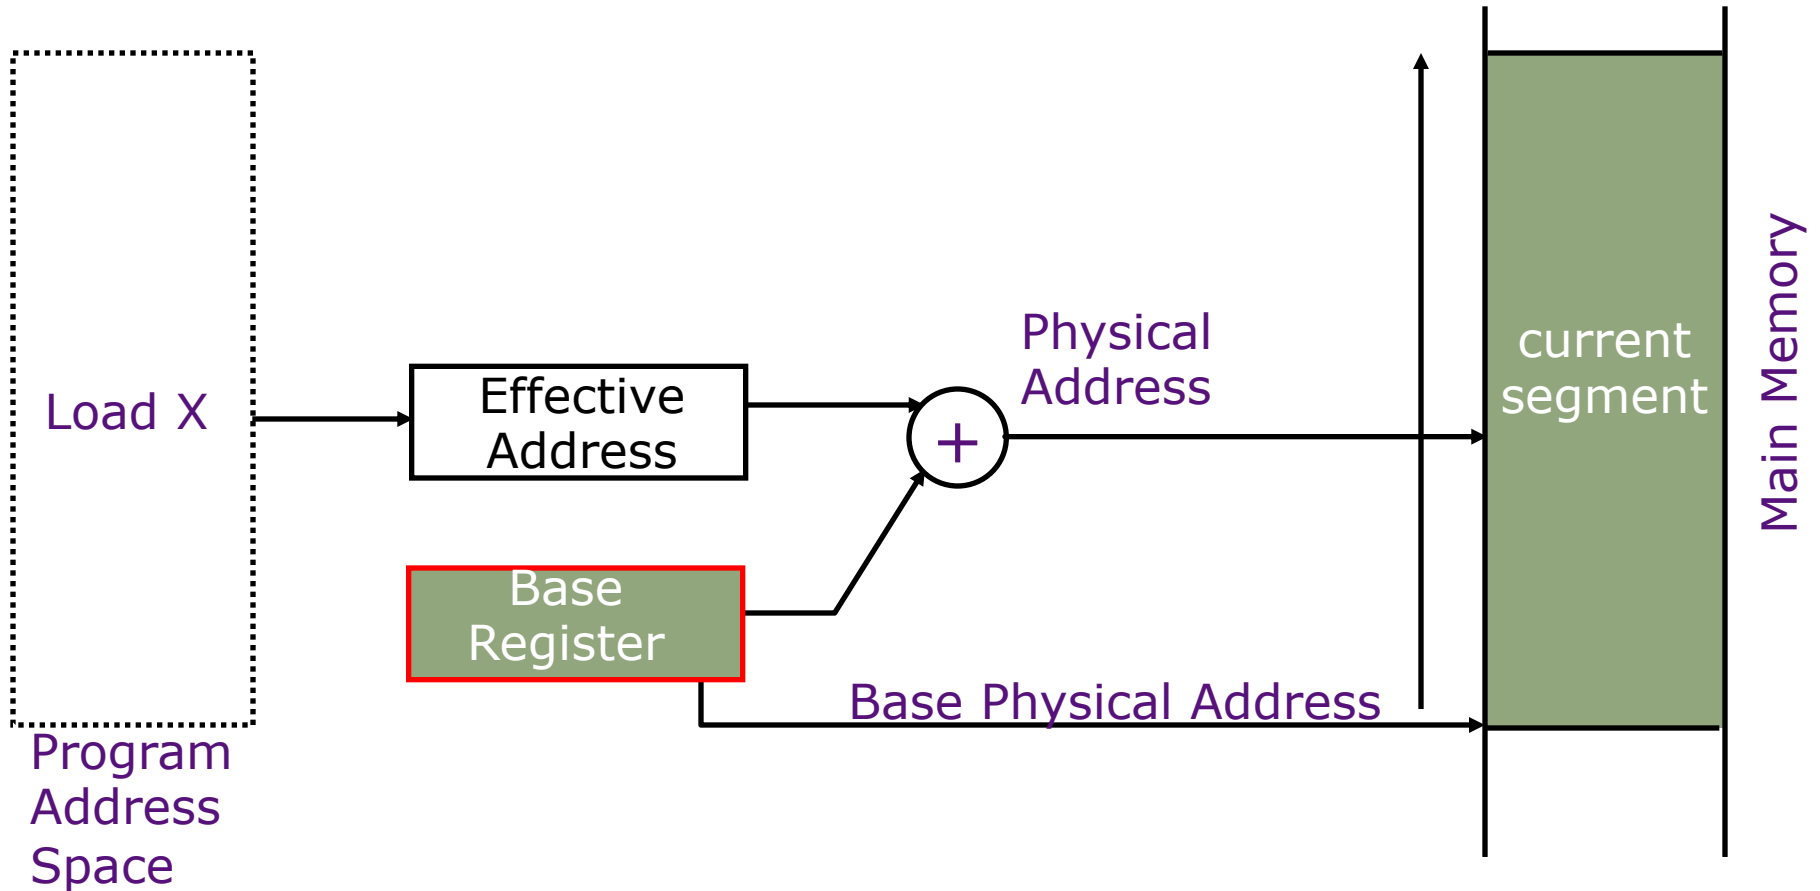 Load X
Program
Address
Space
Effective
Address
Base
Register
+
Physical
Address
Base Physical Address
current
segment
Main Memory